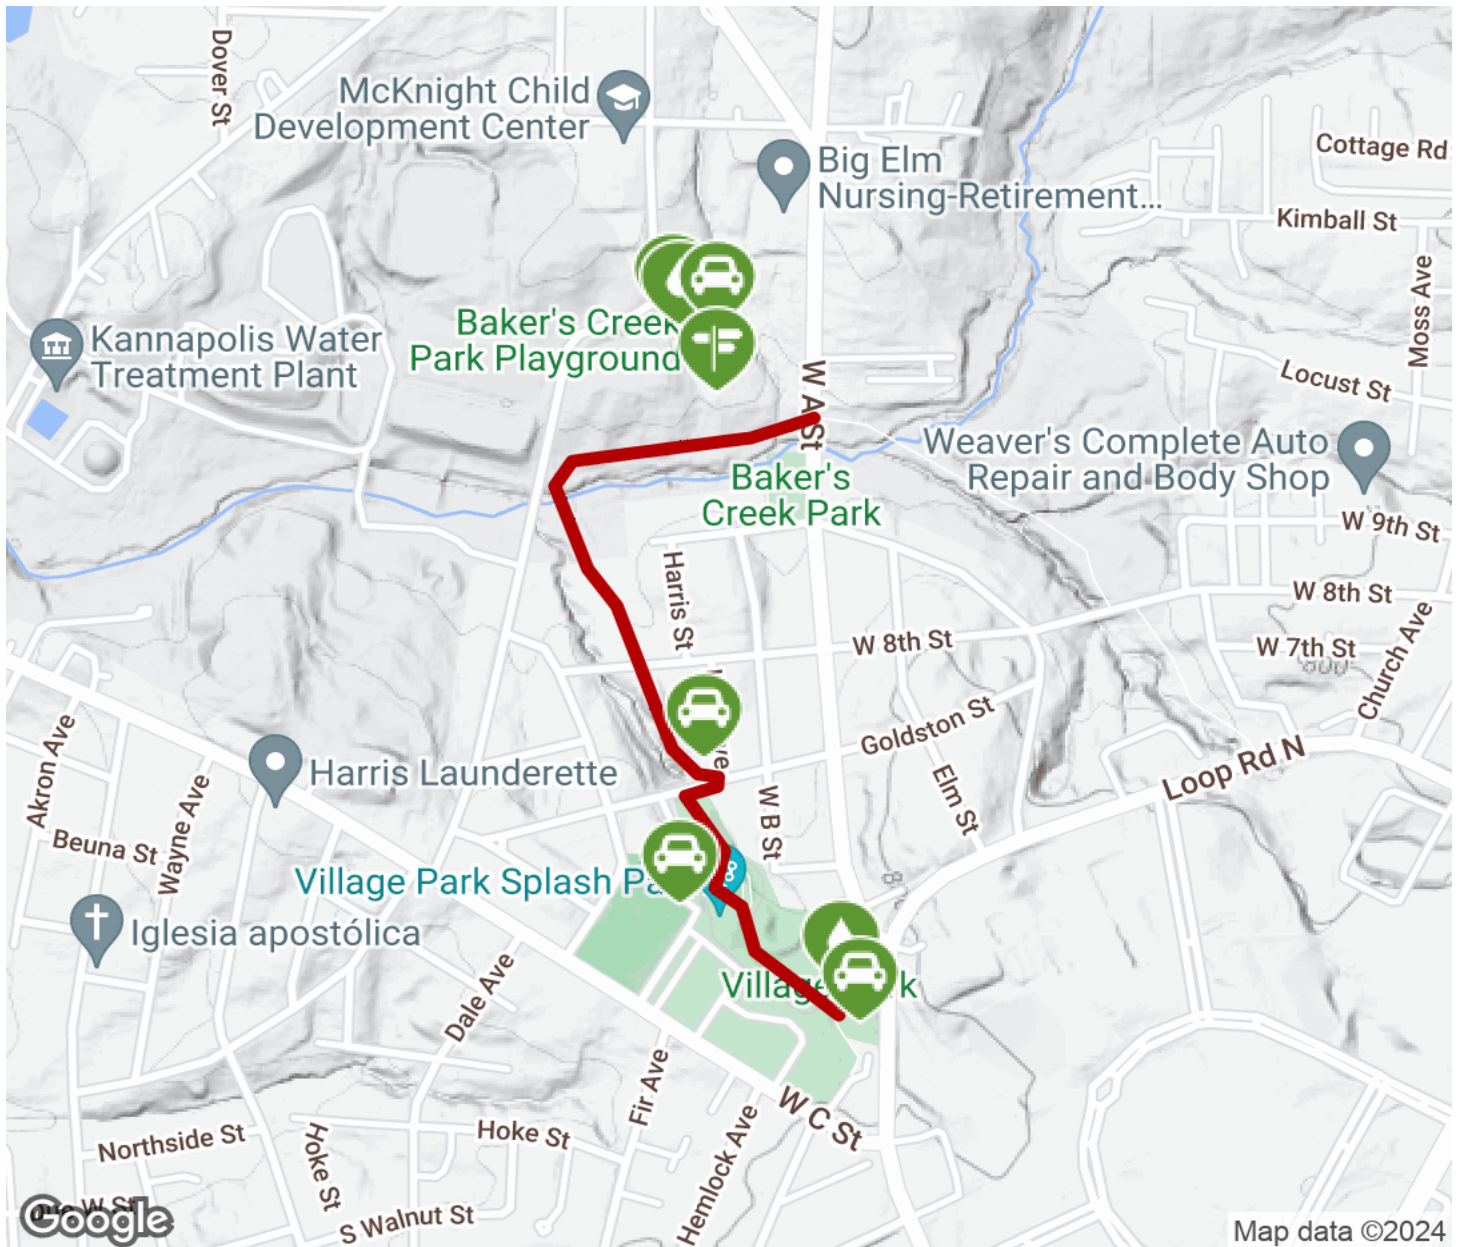 Dover St
McKnight Child
Development Center
Big Elm
Nursing-Retirement...
Cottage Rd
Kimball St
Moss Ave
Locust St
Baker's Creek
Park Playground
Kannapolis Water
Treatment Plant
W A St
Weaver's Complete Auto
Repair and Body Shop
Baker's
Creek Park
W 9th St
Harris St
W 8th St
W 8th St
W 7th St
Church Ave
Goldston St
Loop Rd N
Elm St
W B St
Akron Ave
Harris Launderette
Wayne Ave
Beuna St
Village Park Splash Pa
Iglesia apostólica
Village
k
Dale Ave
Fir Ave
W C St
Hemlock Ave
Northside St
Hoke St
Hoke St
S Walnut St
Google
Map data ©2024